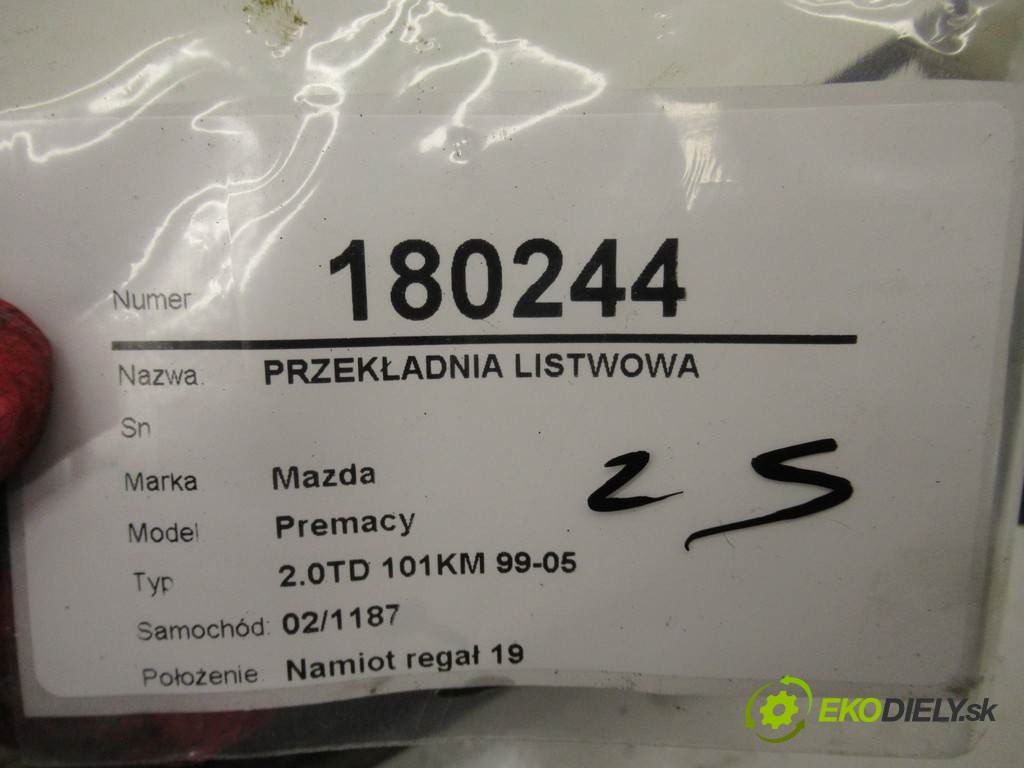 Numer 180244
Nazwa: PRZEKŁADNIA LISTWOWA
Sn
Marka Mazda
Model Premacy
Typ 2.0TD 101KM 99-05
Samochód: 02/1187
Położenie: Namiot regał 19
25
EKODIELY.sk